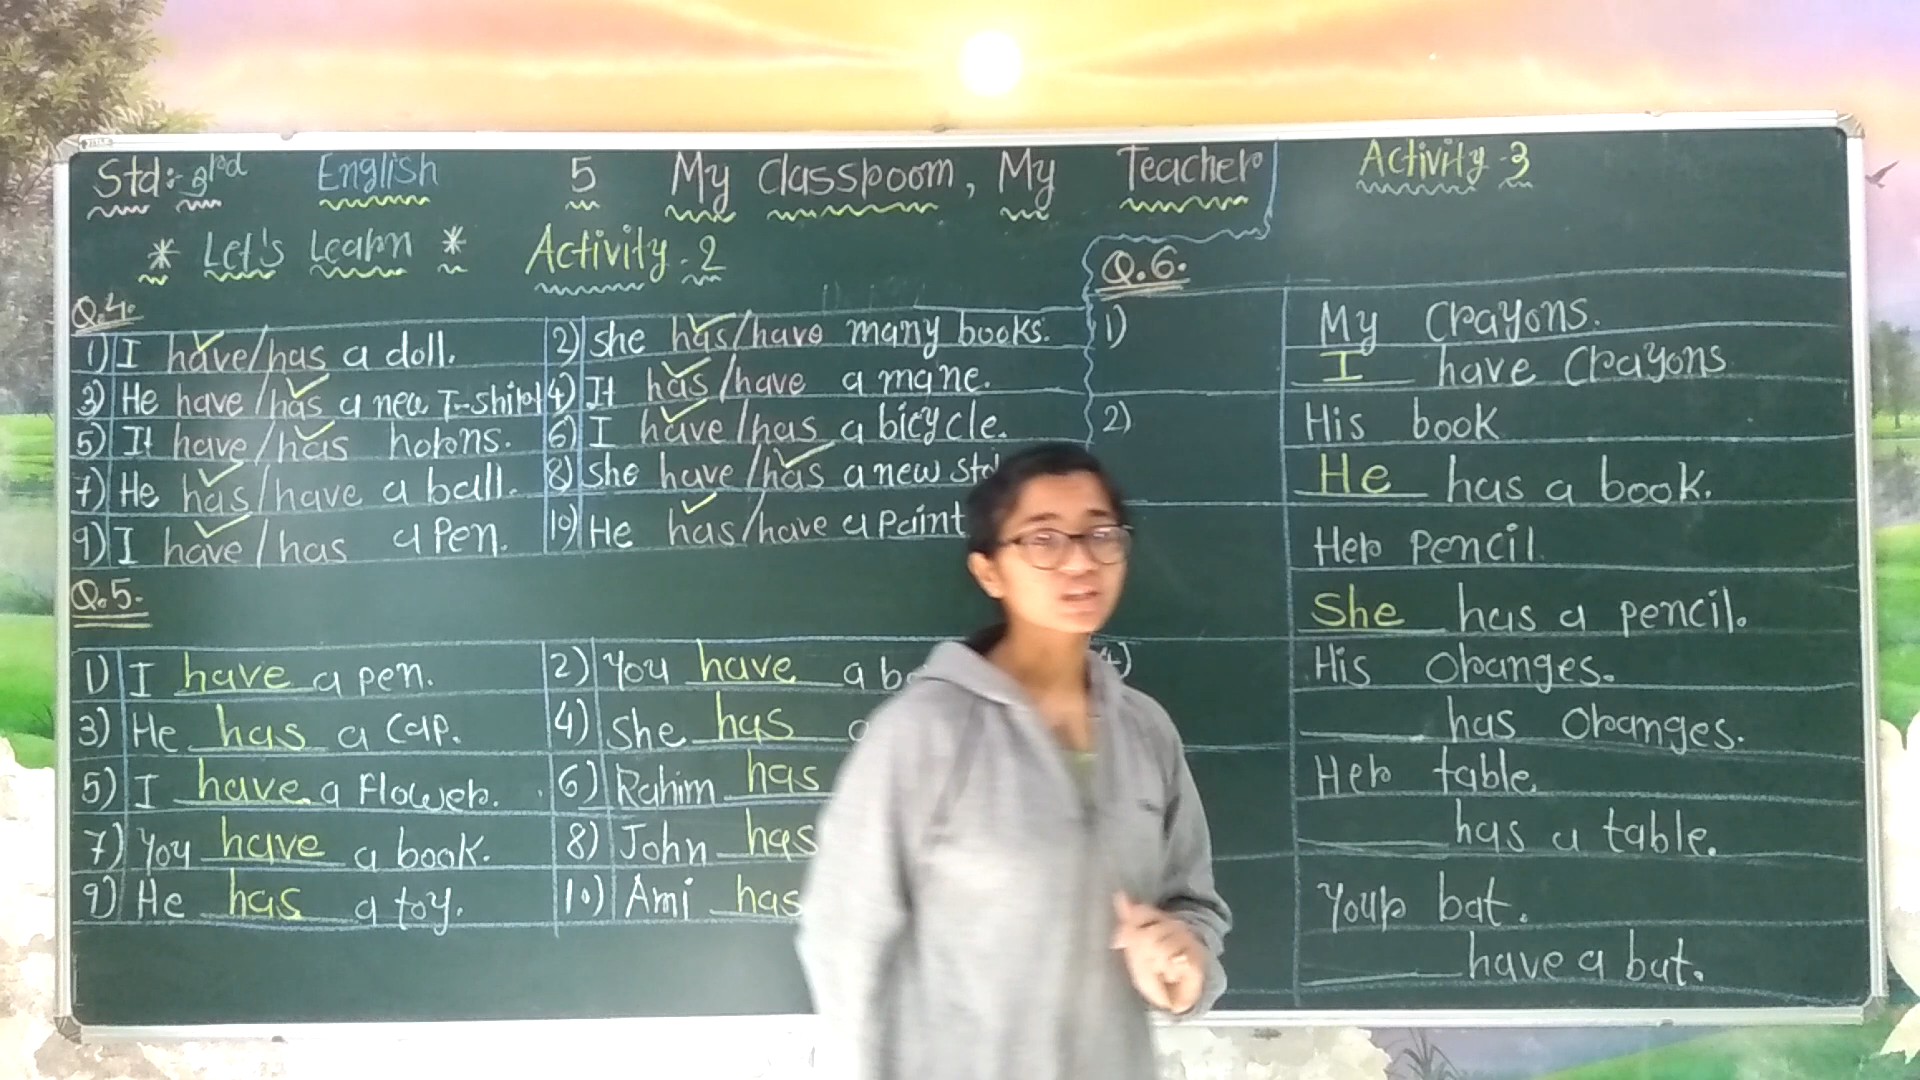 Std:- 3rd English 5 My Classroom, My Teacher
* Let's Learn * Activity-2
Q.4.
1) I have/has a doll. 2) She has/have many books.
3) He have/has a new T-shirt 4) It has/have a mane.
5) It have/has horns. 6) I have/has a bicycle.
7) He has/have a ball. 8) She have/has a new
9) I have/has a pen. 10) He has/have a paint
Q.5.
1) I have a pen. 2) You have a
3) He has a cap. 4) She has
5) I have a flower. 6) Rahim has
7) You have a book. 8) John has
9) He has a toy. 10) Ami has
Activity-3
Q.6.
1) My Crayons.
I have Crayons
2) His book
He has a book.
Her pencil.
She has a pencil.
4) His Oranges.
____ has Oranges.
Her table.
____ has a table.
Your bat.
____ have a bat.